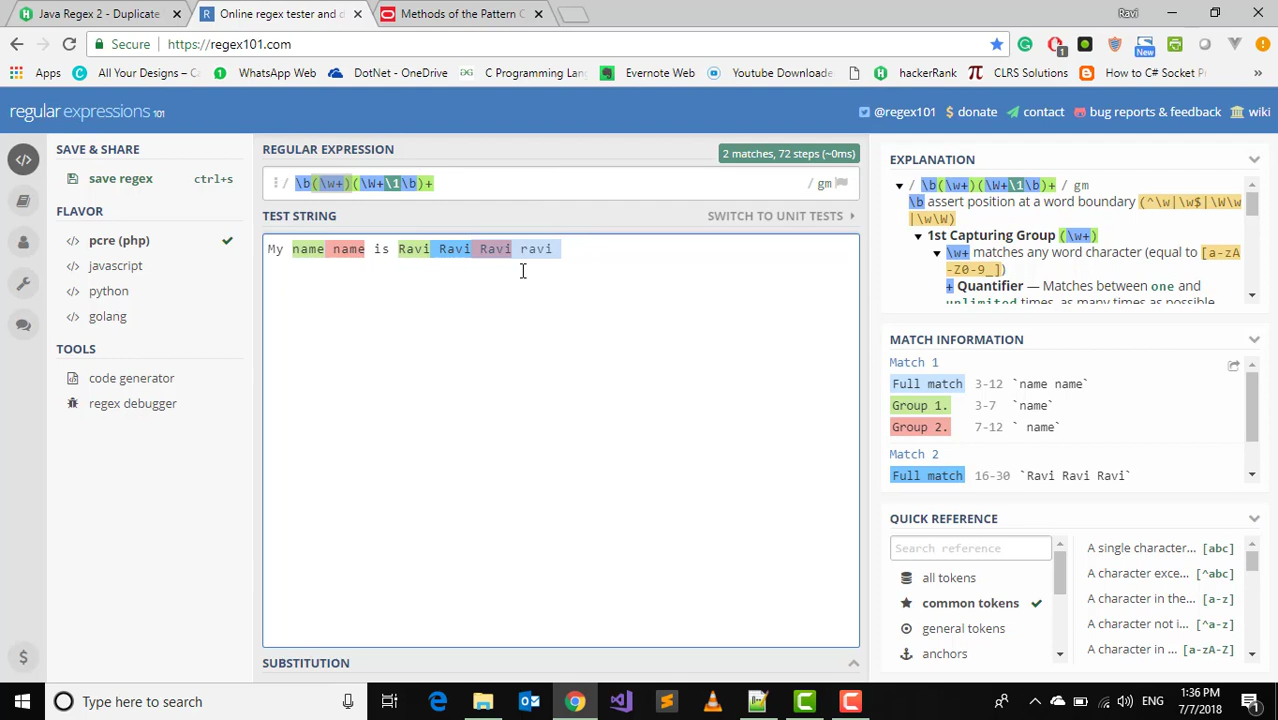 Java Regex 2 - Duplicate
Online regex tester and d
Methods of the Pattern C
Ravi
Secure
https://regex101.com
1
New
Apps
All Your Designs - Ca
WhatsApp Web
DotNet - OneDrive
C Programming Lan
Evernote Web
Youtube Downloade
hackerRank
CLRS Solutions
How to C# Socket Pr
»
regular expressions 101
@regex101
$ donate
contact
bug reports & feedback
wiki
SAVE & SHARE
save regex
ctrl+s
FLAVOR
</> pcre (php)
</> javascript
</> python
</> golang
TOOLS
code generator
regex debugger
$
REGULAR EXPRESSION
2 matches, 72 steps (~0ms)
/ \b(\w+)(\W+\1\b)+
/ gm
TEST STRING
SWITCH TO UNIT TESTS
My name name is Ravi Ravi Ravi ravi
SUBSTITUTION
EXPLANATION
/ \b(\w+)(\W+\1\b)+ / gm
\b assert position at a word boundary (^\w|\w$|\W\w
|\w\W)
1st Capturing Group (\w+)
\w+ matches any word character (equal to [a-z
A-Z0-9_])
+ Quantifier — Matches between one and
unlimited times, as many times as possible
MATCH INFORMATION
Match 1
Full match 3-12 `name name`
Group 1. 3-7 `name`
Group 2. 7-12 ` name`
Match 2
Full match 16-30 `Ravi Ravi Ravi`
QUICK REFERENCE
Search reference
all tokens
common tokens
general tokens
anchors
A single character... [abc]
A character exce... [^abc]
A character in the... [a-z]
A character not i... [^a-z]
A character in ... [a-zA-Z]
Type here to search
ENG
1:36 PM
7/7/2018
1